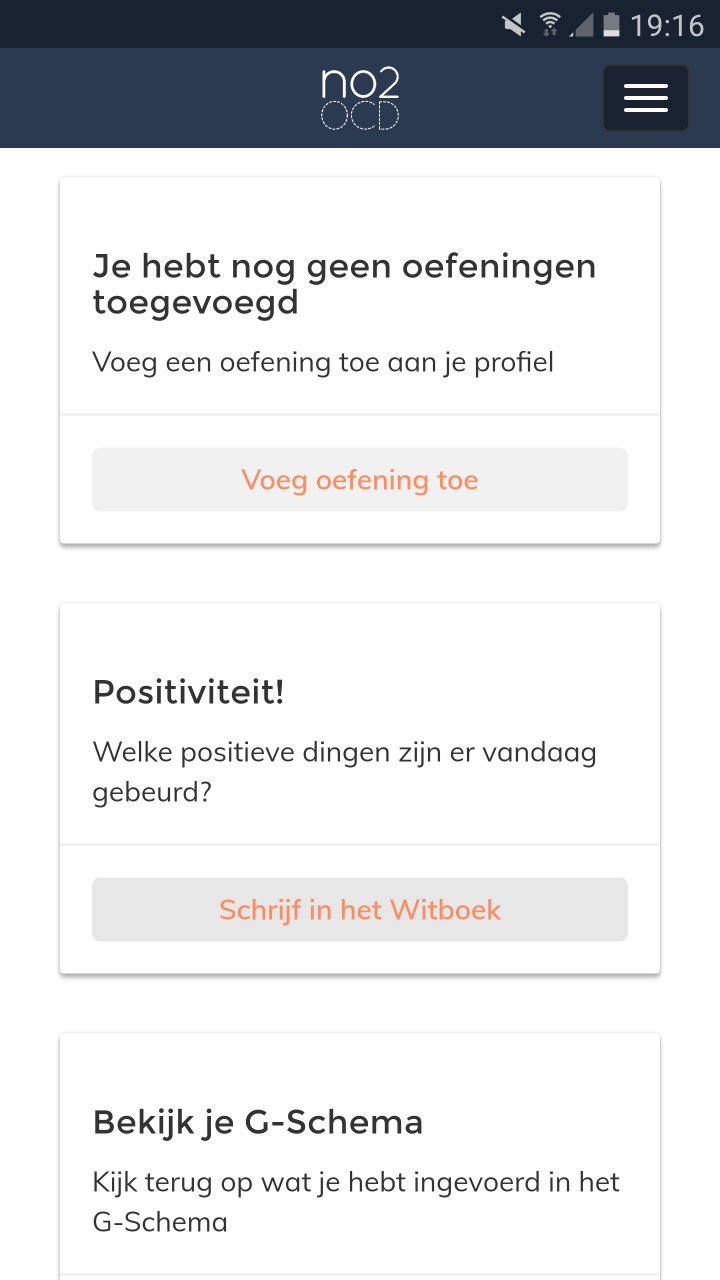 19:16
no2
OCD
Je hebt nog geen oefeningen
toegevoegd
Voeg een oefening toe aan je profiel
Voeg oefening toe
Positiviteit!
Welke positieve dingen zijn er vandaag
gebeurd?
Schrijf in het Witboek
Bekijk je G-Schema
Kijk terug op wat je hebt ingevoerd in het
G-Schema